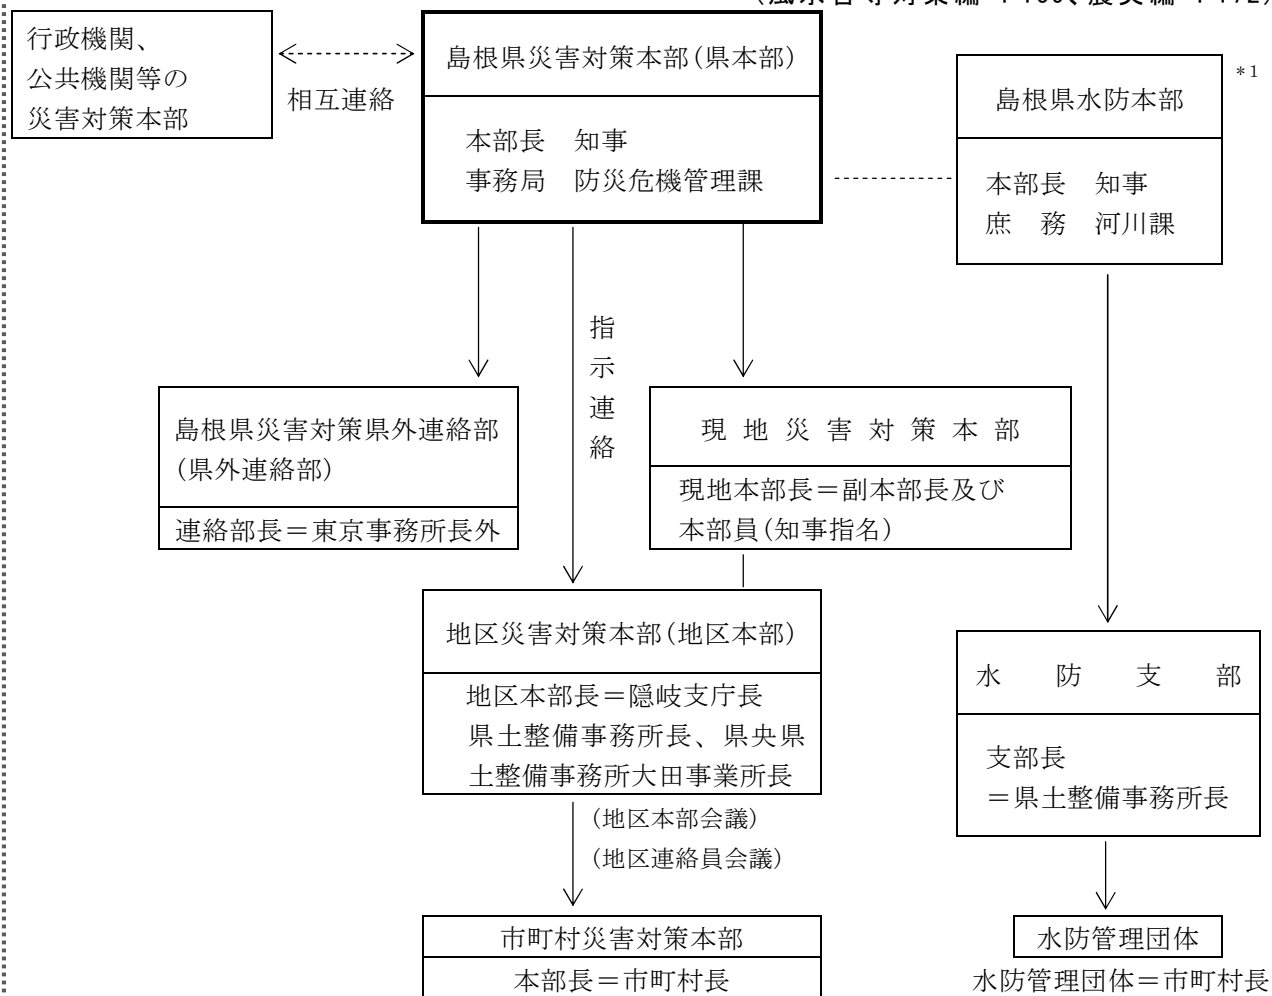 行政機関、
公共機関等の
災害対策本部
相互連絡
島根県災害対策本部(県本部)
本部長　知事
事務局　防災危機管理課
島根県水防本部
*1
本部長　知事
庶　務　河川課
指示連絡
島根県災害対策県外連絡部
(県外連絡部)
連絡部長＝東京事務所長外
現地災害対策本部
現地本部長＝副本部長及び
本部員(知事指名)
地区災害対策本部(地区本部)
地区本部長＝隠岐支庁長
県土整備事務所長、県央県
土整備事務所大田事業所長
(地区本部会議)
(地区連絡員会議)
水防支部
支部長
＝県土整備事務所長
市町村災害対策本部
本部長＝市町村長
水防管理団体
水防管理団体＝市町村長